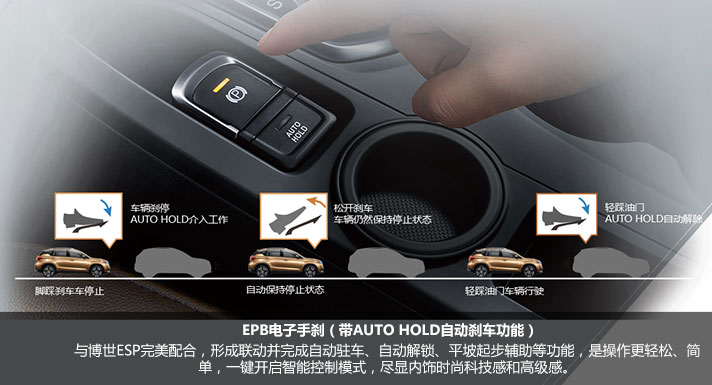 AUTO
HOLD
车辆刹停
AUTO HOLD介入工作
松开刹车
车辆仍然保持停止状态
轻踩油门
AUTO HOLD自动解除
脚踩刹车车停止
自动保持停止状态
轻踩油门车辆行驶
EPB电子手刹（带AUTO HOLD自动刹车功能）
与博世ESP完美配合，形成联动并完成自动驻车、自动解锁、平坡起步辅助等功能，是操作更轻松、简
单，一键开启智能控制模式，尽显内饰时尚科技感和高级感。